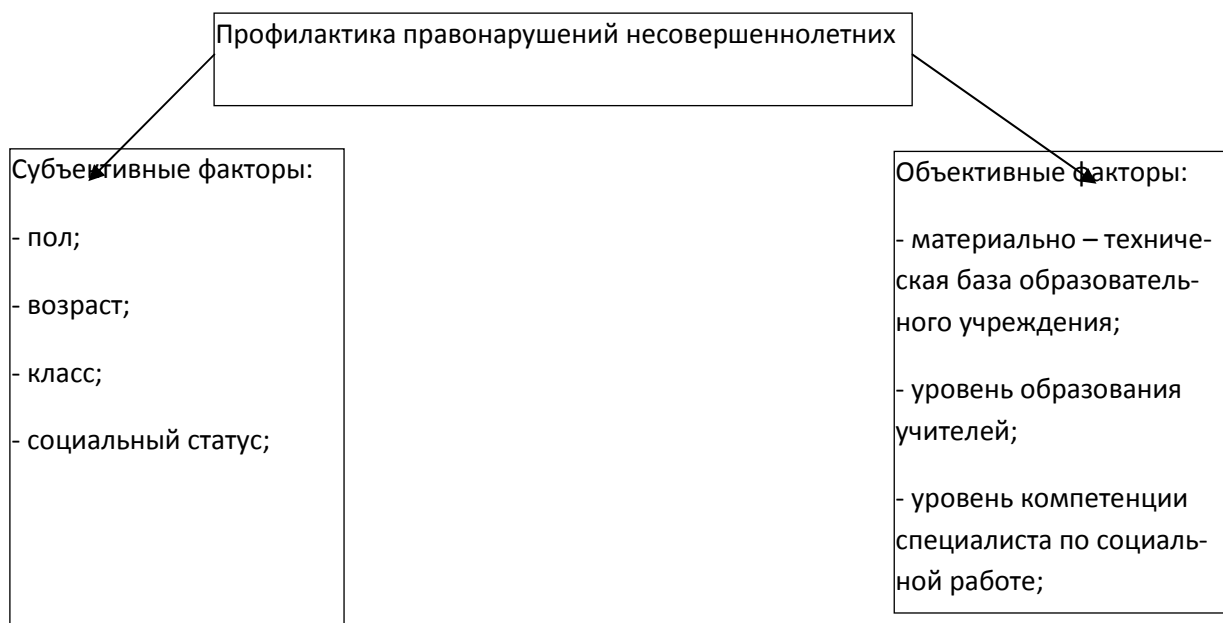 Профилактика правонарушений несовершеннолетних
Субъективные факторы:
- пол;
- возраст;
- класс;
- социальный статус;
Объективные факторы:
- материально – техниче-
ская база образователь-
ного учреждения;
- уровень образования
учителей;
- уровень компетенции
специалиста по социаль-
ной работе;